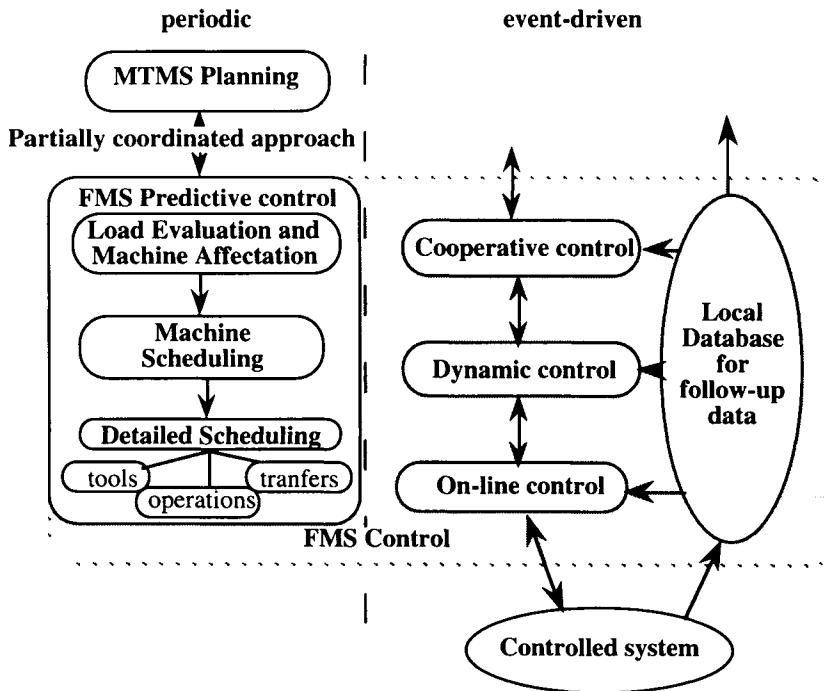 periodic
event-driven
MTMS Planning
Partially coordinated approach
FMS Predictive control
Load Evaluation and
Machine Affectation
Machine
Scheduling
Detailed Scheduling
tools
operations
tranfers
Cooperative control
Dynamic control
On-line control
Local
Database
for
follow-up
data
FMS Control
Controlled system